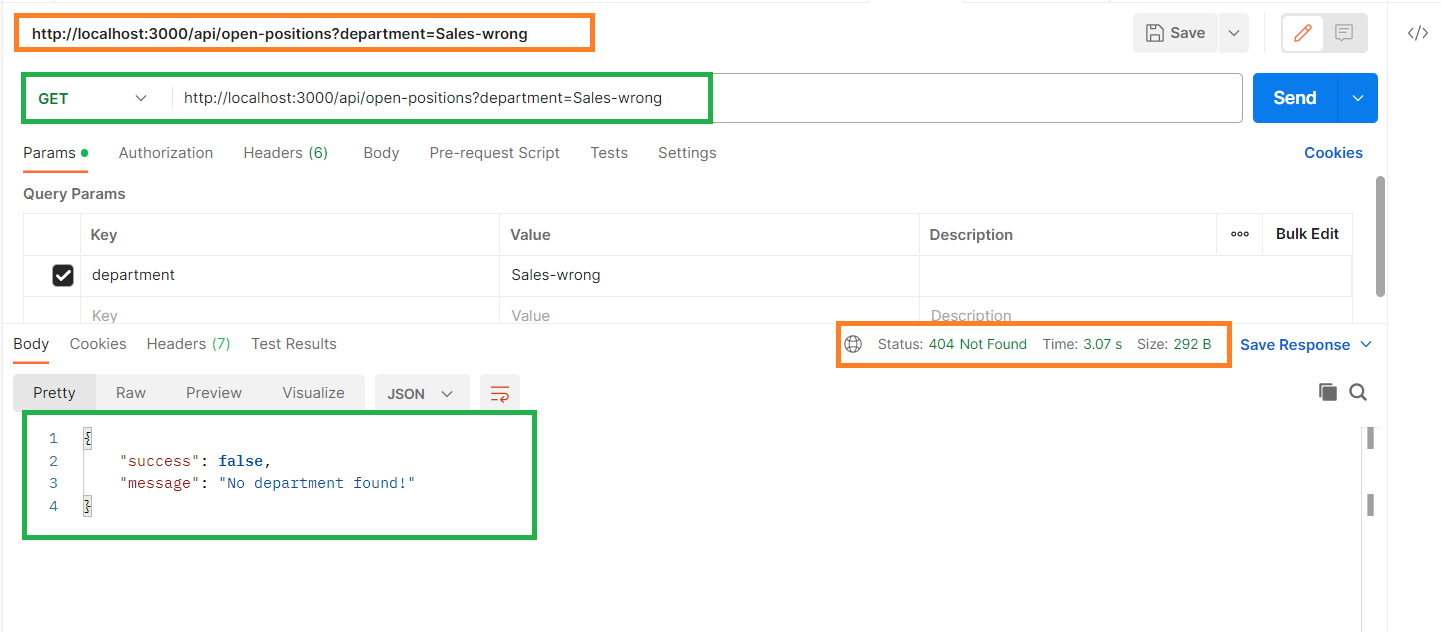 http://localhost:3000/api/open-positions?department=Sales-wrong
Save
</>
GET http://localhost:3000/api/open-positions?department=Sales-wrong
Send
Params Authorization Headers (6) Body Pre-request Script Tests Settings Cookies
Query Params
Key Value Description Bulk Edit
department Sales-wrong
Key Value Description
Body Cookies Headers (7) Test Results Status: 404 Not Found Time: 3.07 s Size: 292 B Save Response
Pretty Raw Preview Visualize JSON
1 {
2 "success": false,
3 "message": "No department found!"
4 }